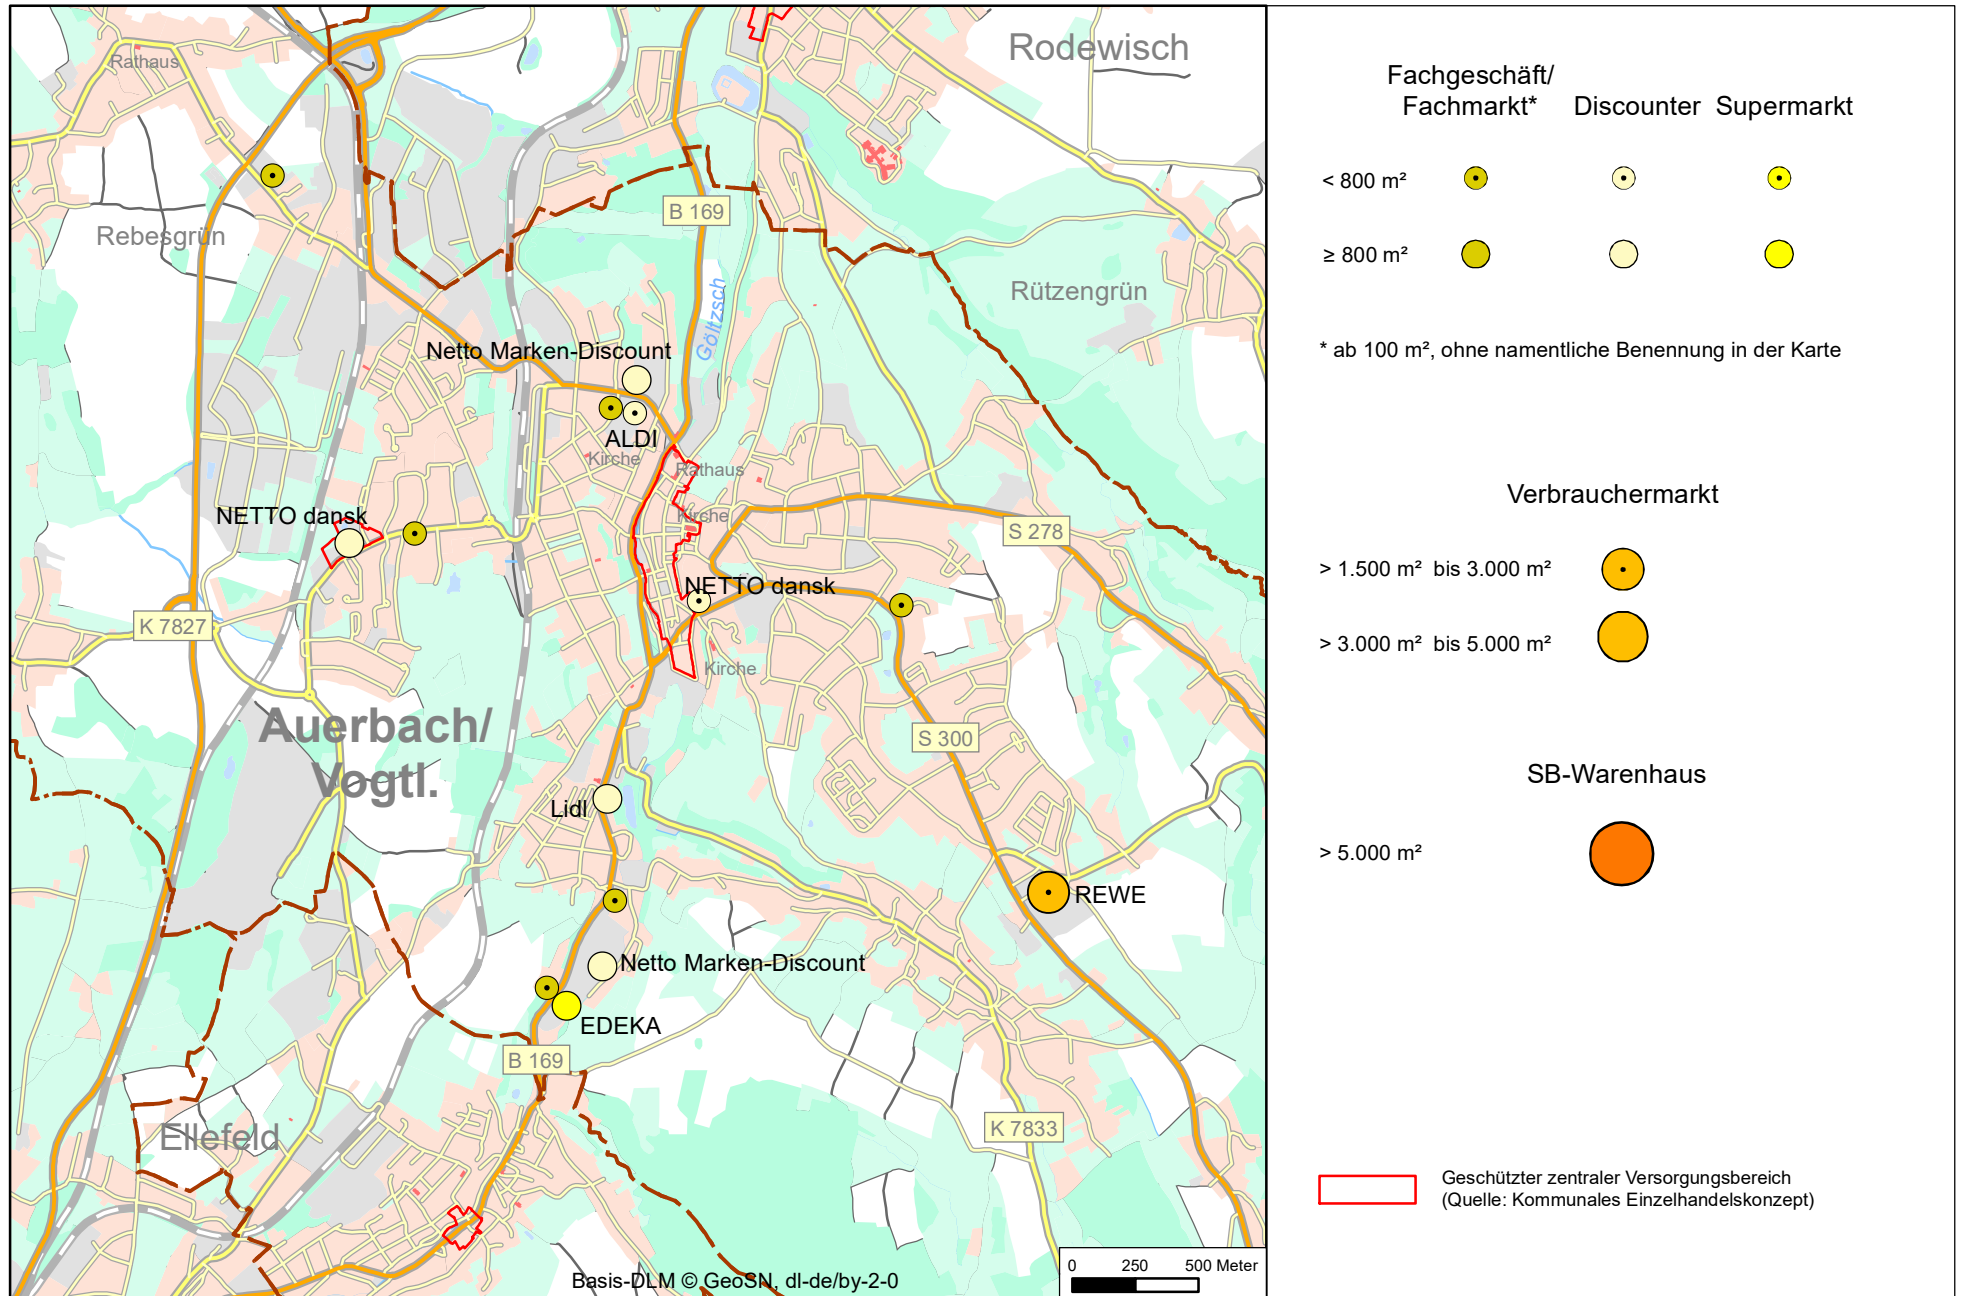 Rodewisch
Rathaus
Rebesgrün
B 169
Göltzsch
Rützengrün
Netto Marken-Discount
ALDI
Kirche
Rathaus
Kirche
NETTO dansk
S 278
NETTO dansk
K 7827
Kirche
Auerbach/
Vogtl.
S 300
Lidl
REWE
Netto Marken-Discount
EDEKA
B 169
K 7833
Ellefeld
Basis-DLM © GeoSN, dl-de/by-2-0
0 250 500 Meter
Fachgeschäft/
Fachmarkt* Discounter Supermarkt
< 800 m²
≥ 800 m²
* ab 100 m², ohne namentliche Benennung in der Karte
Verbrauchermarkt
> 1.500 m² bis 3.000 m²
> 3.000 m² bis 5.000 m²
SB-Warenhaus
> 5.000 m²
Geschützter zentraler Versorgungsbereich
(Quelle: Kommunales Einzelhandelskonzept)